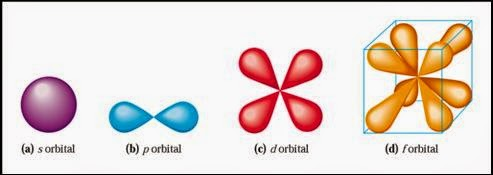 (a) s orbital
(b) p orbital
(c) d orbital
(d) f orbital